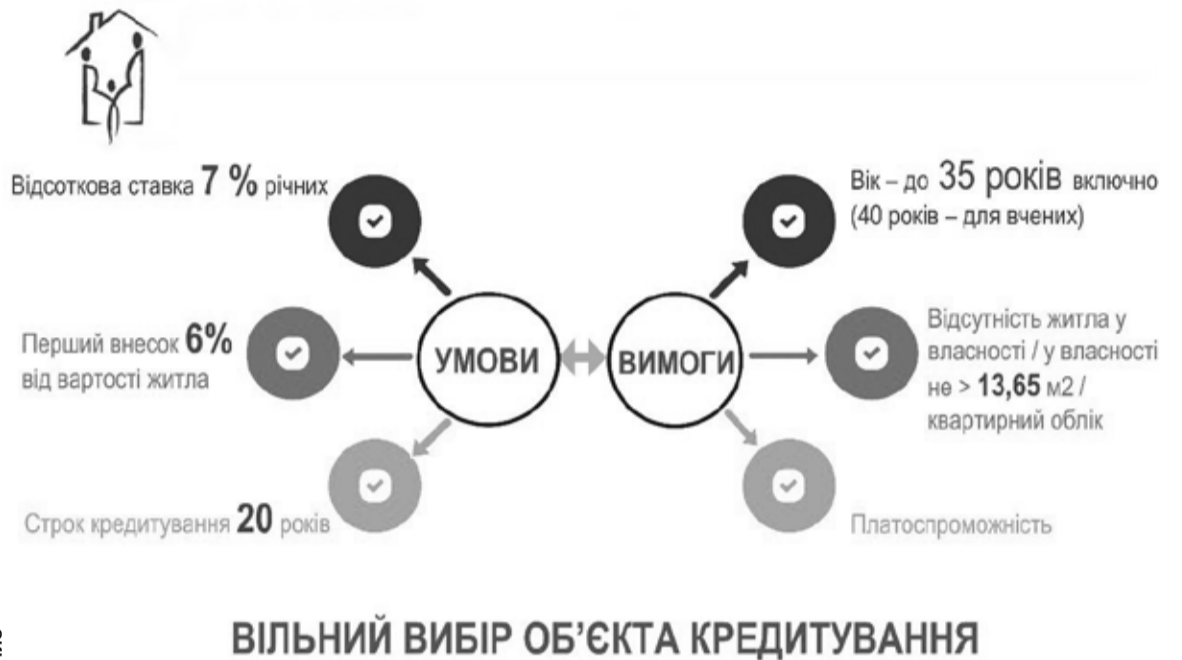 Відсоткова ставка 7 % річних
Перший внесок 6%
від вартості житла
Строк кредитування 20 років
УМОВИ
ВИМОГИ
Вік – до 35 років включно
(40 років – для вчених)
Відсутність житла у
власності / у власності
не > 13,65 м2 /
квартирний облік
Платоспроможність
ВІЛЬНИЙ ВИБІР ОБ’ЄКТА КРЕДИТУВАННЯ